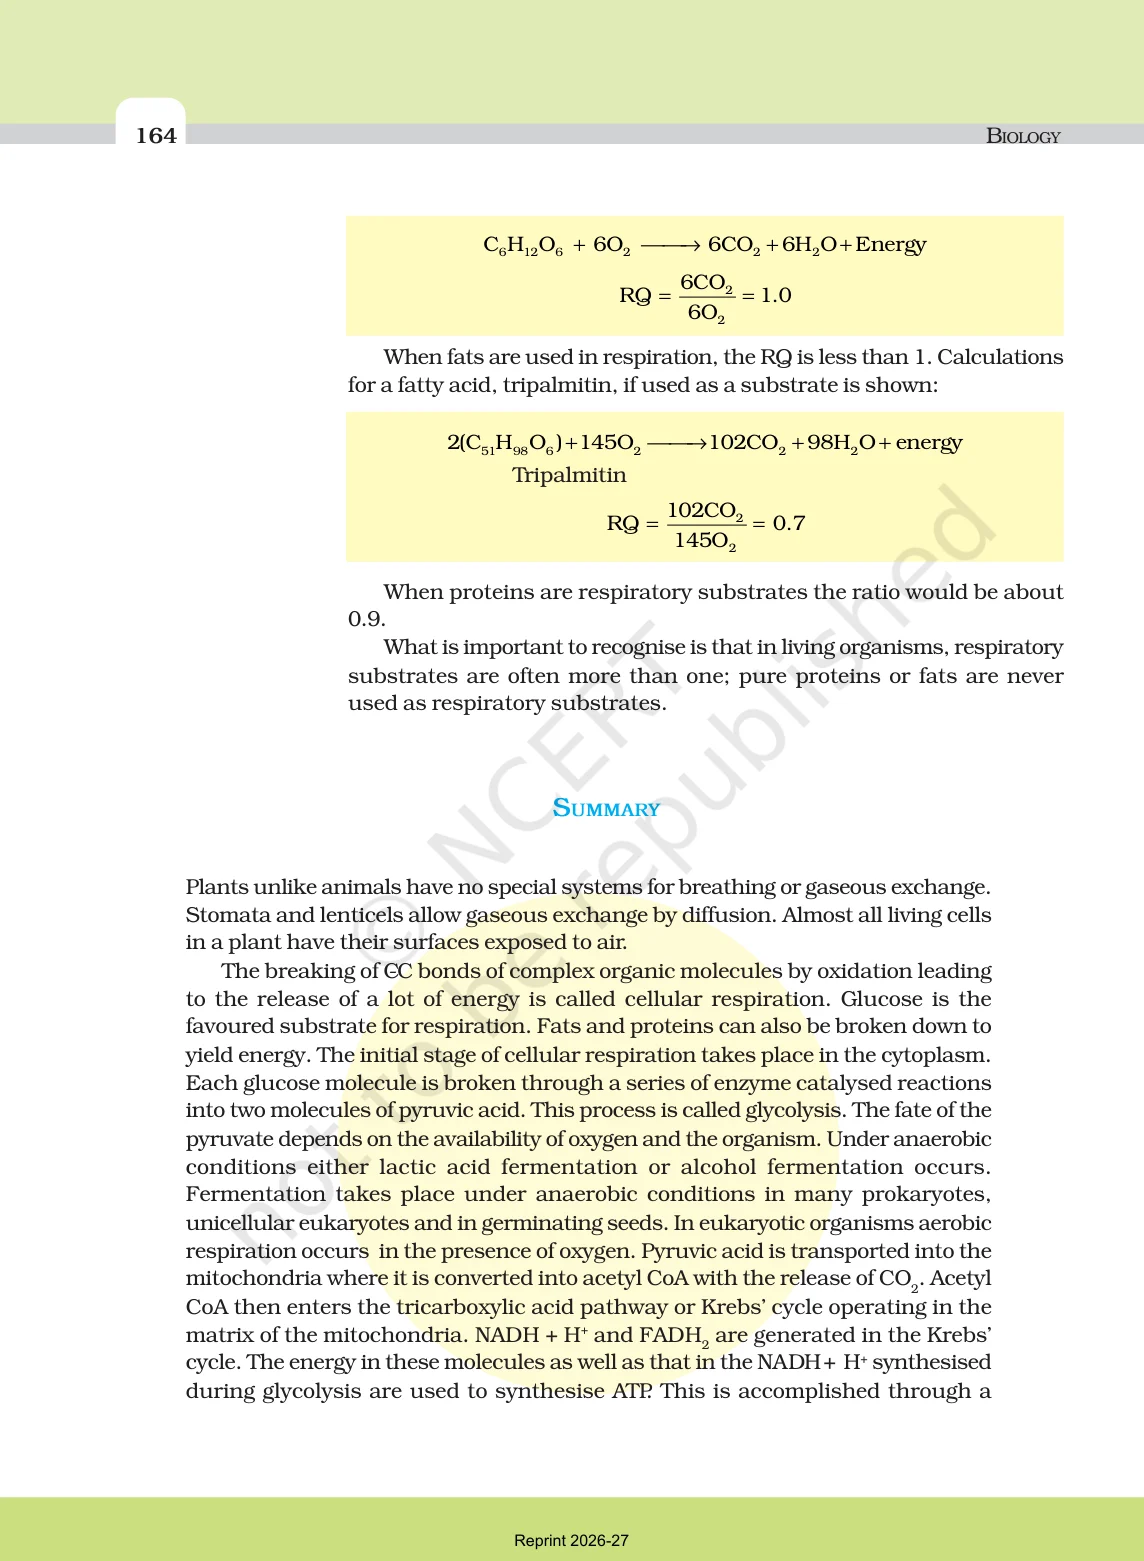 164
BIOLOGY
C₆H₁₂O₆ + 6O₂ ⟶ 6CO₂ + 6H₂O + Energy
RQ = 6CO₂ / 6O₂ = 1.0
When fats are used in respiration, the RQ is less than 1. Calculations
for a fatty acid, tripalmitin, if used as a substrate is shown:
2(C₅₁H₉₈O₆) + 145O₂ ⟶ 102CO₂ + 98H₂O + energy
Tripalmitin
RQ = 102CO₂ / 145O₂ = 0.7
When proteins are respiratory substrates the ratio would be about
0.9.
What is important to recognise is that in living organisms, respiratory
substrates are often more than one; pure proteins or fats are never
used as respiratory substrates.
SUMMARY
Plants unlike animals have no special systems for breathing or gaseous exchange.
Stomata and lenticels allow gaseous exchange by diffusion. Almost all living cells
in a plant have their surfaces exposed to air.
The breaking of C-C bonds of complex organic molecules by oxidation leading
to the release of a lot of energy is called cellular respiration. Glucose is the
favoured substrate for respiration. Fats and proteins can also be broken down to
yield energy. The initial stage of cellular respiration takes place in the cytoplasm.
Each glucose molecule is broken through a series of enzyme catalysed reactions
into two molecules of pyruvic acid. This process is called glycolysis. The fate of the
pyruvate depends on the availability of oxygen and the organism. Under anaerobic
conditions either lactic acid fermentation or alcohol fermentation occurs.
Fermentation takes place under anaerobic conditions in many prokaryotes,
unicellular eukaryotes and in germinating seeds. In eukaryotic organisms aerobic
respiration occurs in the presence of oxygen. Pyruvic acid is transported into the
mitochondria where it is converted into acetyl CoA with the release of CO₂. Acetyl
CoA then enters the tricarboxylic acid pathway or Krebs’ cycle operating in the
matrix of the mitochondria. NADH + H⁺ and FADH₂ are generated in the Krebs’
cycle. The energy in these molecules as well as that in the NADH + H⁺ synthesised
during glycolysis are used to synthesise ATP. This is accomplished through a
© NCERT
not to be republished
Reprint 2026-27